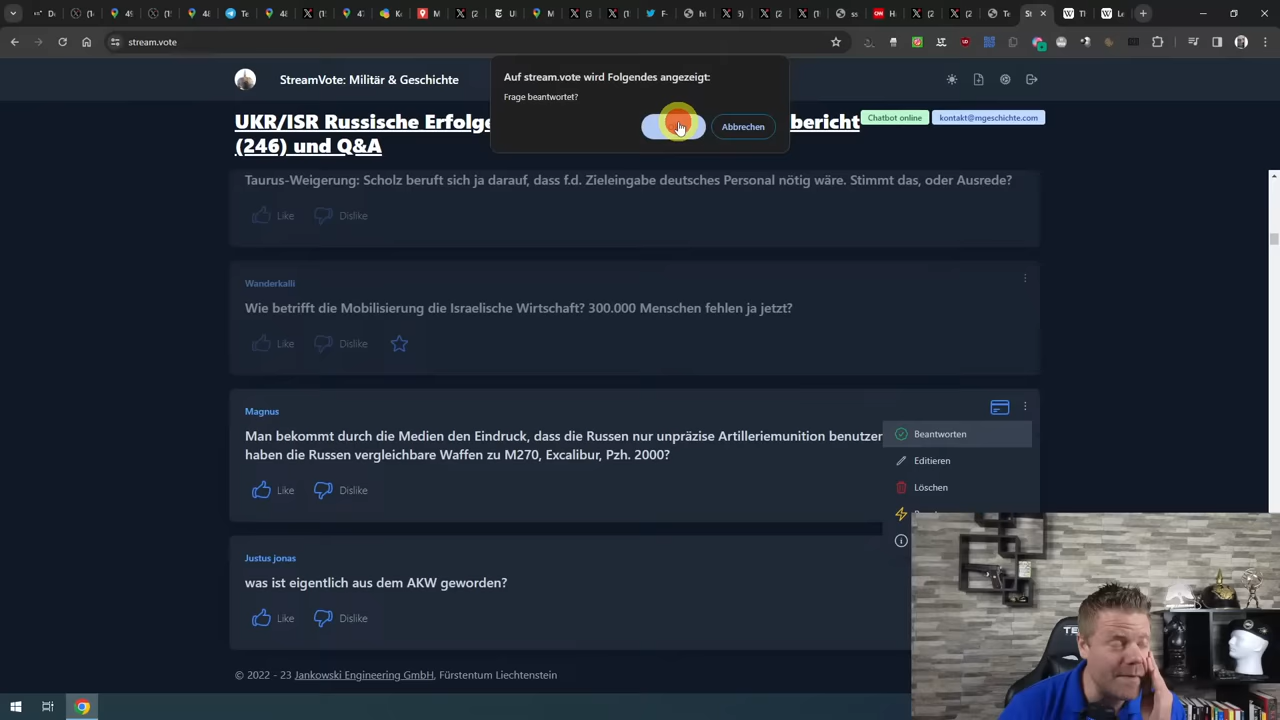 stream.vote
StreamVote: Militär & Geschichte
Auf stream.vote wird Folgendes angezeigt:
Frage beantwortet?
Abbrechen
UKR/ISR Russische Erfolge
bericht
(246) und Q&A
Chatbot online
kontakt@mgeschichte.com
Taurus-Weigerung: Scholz beruft sich ja darauf, dass f.d. Zieleingabe deutsches Personal nötig wäre. Stimmt das, oder Ausrede?
Like Dislike
Wanderkalli
Wie betrifft die Mobilisierung die Israelische Wirtschaft? 300.000 Menschen fehlen ja jetzt?
Like Dislike
Magnus
Man bekommt durch die Medien den Eindruck, dass die Russen nur unpräzise Artilleriemunition benutzen
haben die Russen vergleichbare Waffen zu M270, Excalibur, Pzh. 2000?
Like Dislike
Beantworten
Editieren
Löschen
Justus jonas
was ist eigentlich aus dem AKW geworden?
Like Dislike
© 2022 - 23 Jankowski Engineering GmbH, Fürstentum Liechtenstein